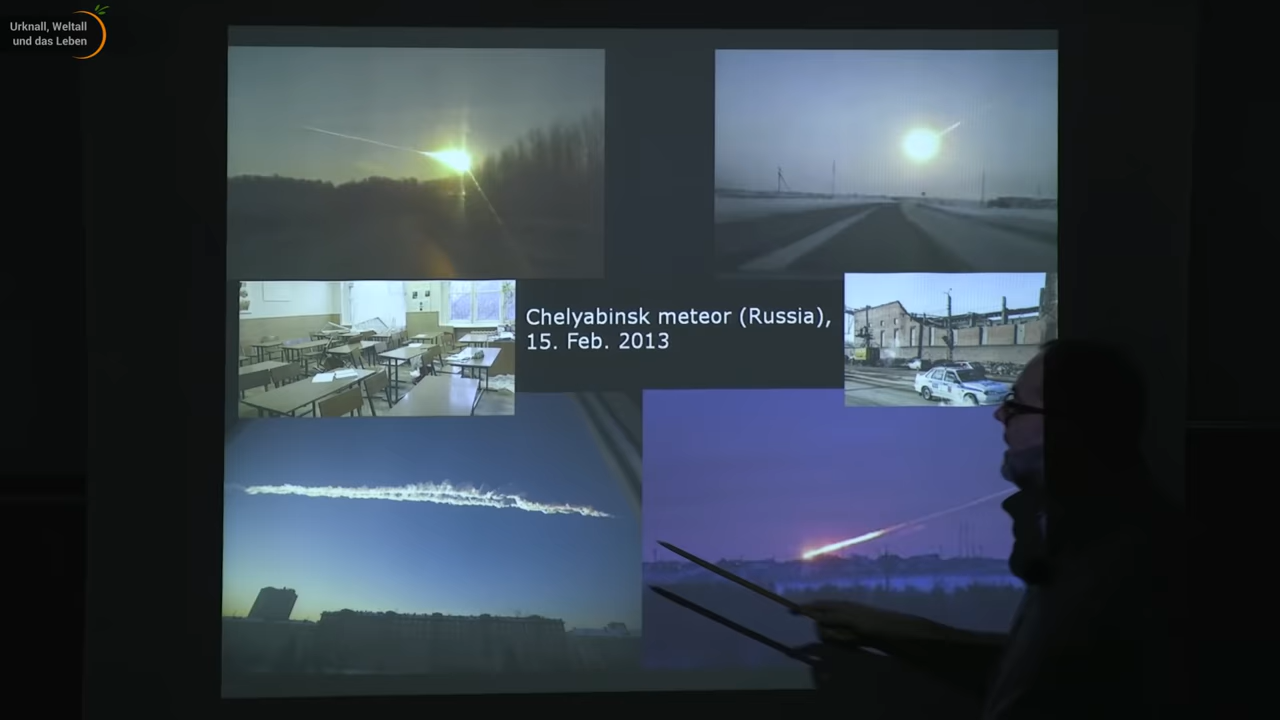 Urknall, Weltall
und das Leben
Chelyabinsk meteor (Russia),
15. Feb. 2013